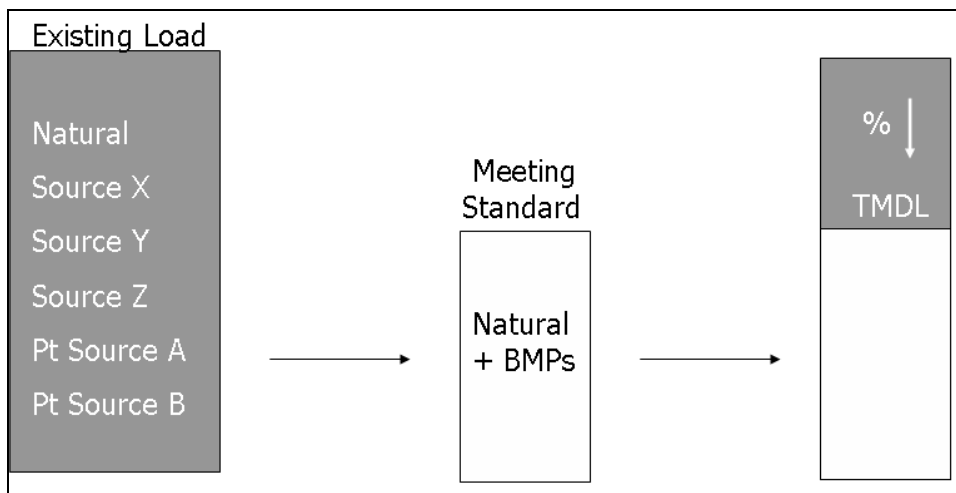 Existing Load
Natural
Source X
Source Y
Source Z
Pt Source A
Pt Source B
Meeting
Standard
Natural
+ BMPs
%
TMDL